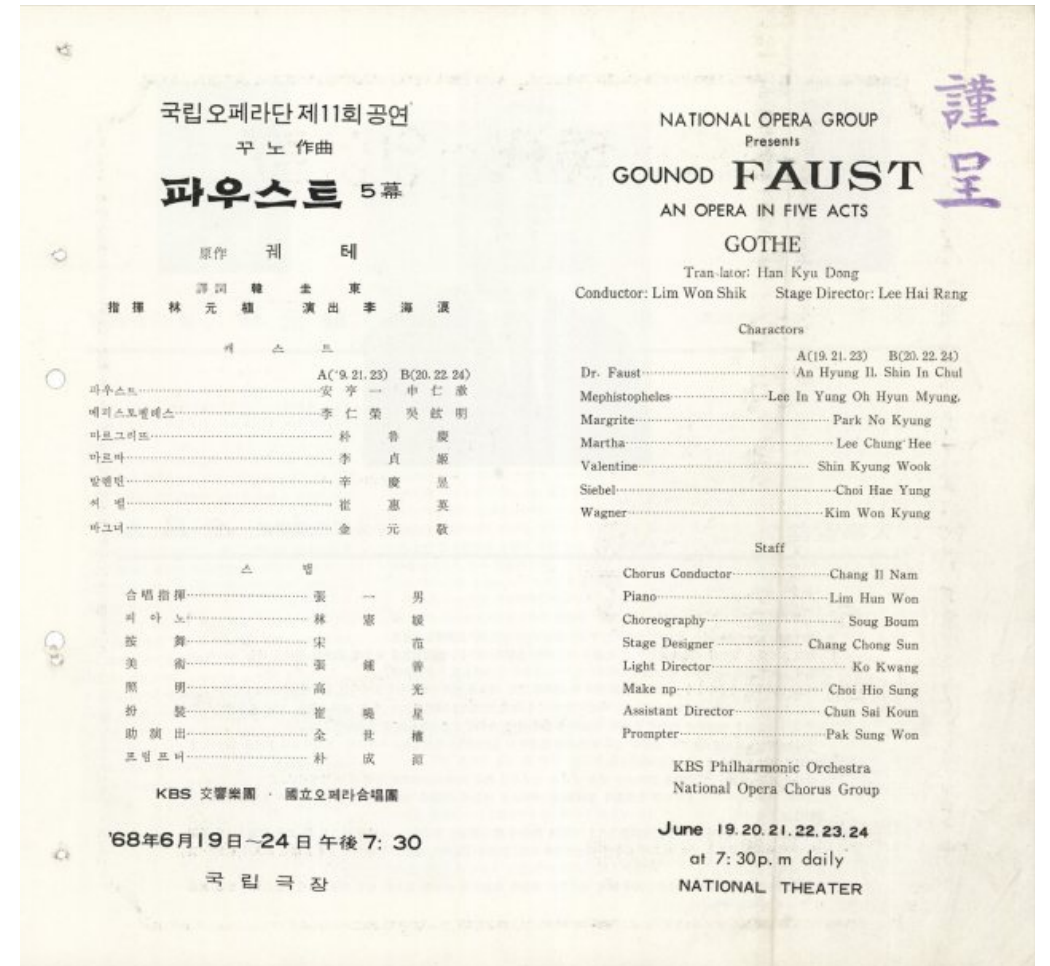 국립오페라단 제11회 공연
꾸노 作曲
파우스트 5幕
原作 궤 테
譯詞 韓 圭 東
指揮 林元植 演出 李海浪
캐 스 트
A('9. 21. 23) B(20. 22. 24)
파우스트 安亨一 申仁澈
메피스토펠레스 李仁榮 吳鉉明
마르그리트 朴魯慶
마르타 李貞姬
발렌틴 辛慶昱
씨벨 崔惠英
바그너 金元敬
스 탭
合唱指揮 張一男
피아노 林憲媛
按舞 宋范
美術 張鍾善
照明 高光
扮裝 崔曉星
助演出 全世權
프럼프터 朴成源
KBS 交響樂團 · 國立오페라合唱團
'68年6月19日~24日 午後7: 30
국 립 극 장
謹呈
NATIONAL OPERA GROUP
Presents
GOUNOD FAUST
AN OPERA IN FIVE ACTS
GOTHE
Tran lator: Han Kyu Dong
Conductor: Lim Won Shik Stage Director: Lee Hai Rang
Charactors
A(19. 21. 23) B(20. 22. 24)
Dr. Faust An Hyung Il. Shin In Chul
Mephistopheles Lee In Yung Oh Hyun Myung.
Margrite Park No Kyung
Martha Lee Chung Hee
Valentine Shin Kyung Wook
Siebel Choi Hae Yung
Wagner Kim Won Kyung
Staff
Chorus Conductor Chang Il Nam
Piano Lim Hun Won
Choreography Soug Boum
Stage Designer Chang Chong Sun
Light Director Ko Kwang
Make np Choi Hio Sung
Assistant Director Chun Sai Koun
Prompter Pak Sung Won
KBS Philharmonic Orchestra
National Opera Chorus Group
June 19. 20. 21. 22. 23. 24
at 7: 30p. m daily
NATIONAL THEATER